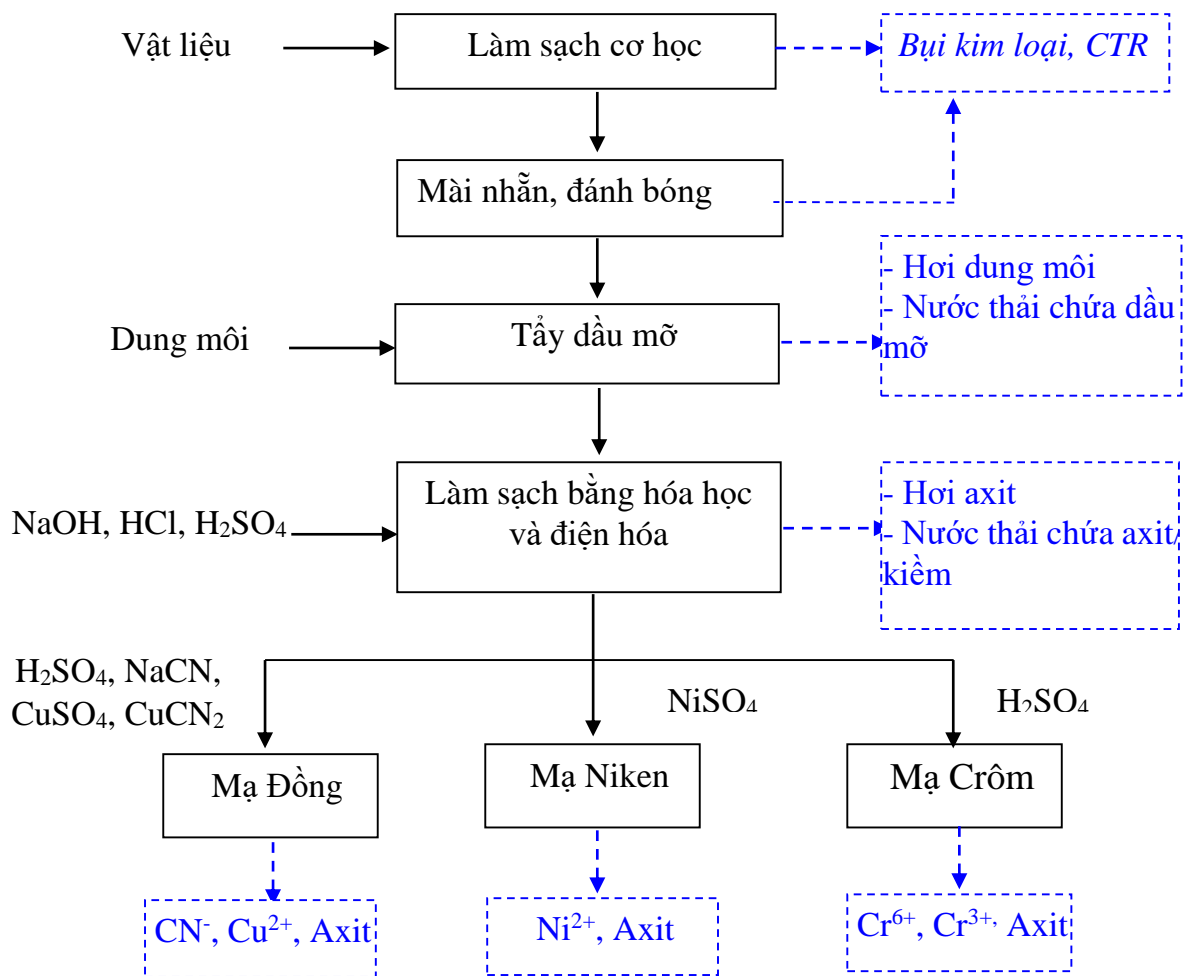 Vật liệu
Làm sạch cơ học
Bụi kim loại, CTR
Mài nhẵn, đánh bóng
- Hơi dung môi
- Nước thải chứa dầu
mỡ
Dung môi
Tẩy dầu mỡ
NaOH, HCl, H₂SO₄
Làm sạch bằng hóa học
và điện hóa
- Hơi axit
- Nước thải chứa axit/
kiềm
H₂SO₄, NaCN,
CuSO₄, CuCN₂
NiSO₄
H₂SO₄
Mạ Đồng
Mạ Niken
Mạ Crôm
CN⁻, Cu²⁺, Axit
Ni²⁺, Axit
Cr⁶⁺, Cr³⁺, Axit